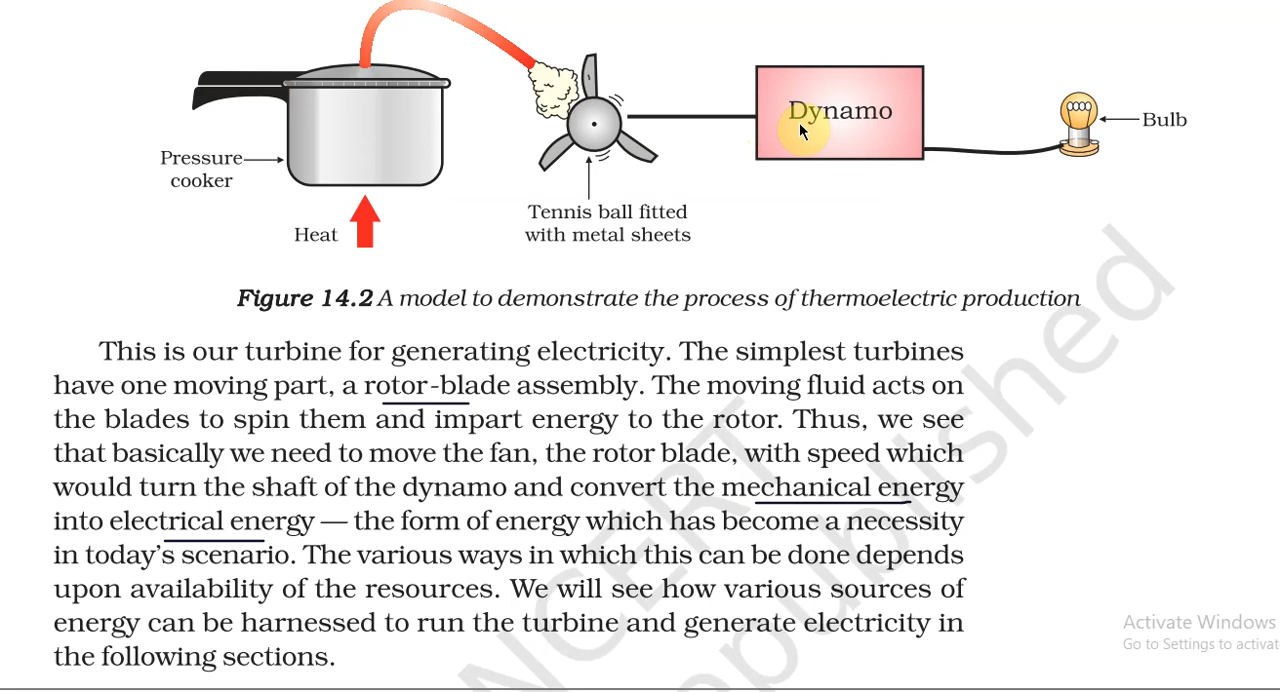 Dynamo
Bulb
Pressure
cooker
Heat
Tennis ball fitted
with metal sheets
Figure 14.2 A model to demonstrate the process of thermoelectric production
This is our turbine for generating electricity. The simplest turbines
have one moving part, a rotor-blade assembly. The moving fluid acts on
the blades to spin them and impart energy to the rotor. Thus, we see
that basically we need to move the fan, the rotor blade, with speed which
would turn the shaft of the dynamo and convert the mechanical energy
into electrical energy — the form of energy which has become a necessity
in today's scenario. The various ways in which this can be done depends
upon availability of the resources. We will see how various sources of
energy can be harnessed to run the turbine and generate electricity in
the following sections.
NCERT
republished
Activate Windows
Go to Settings to activat